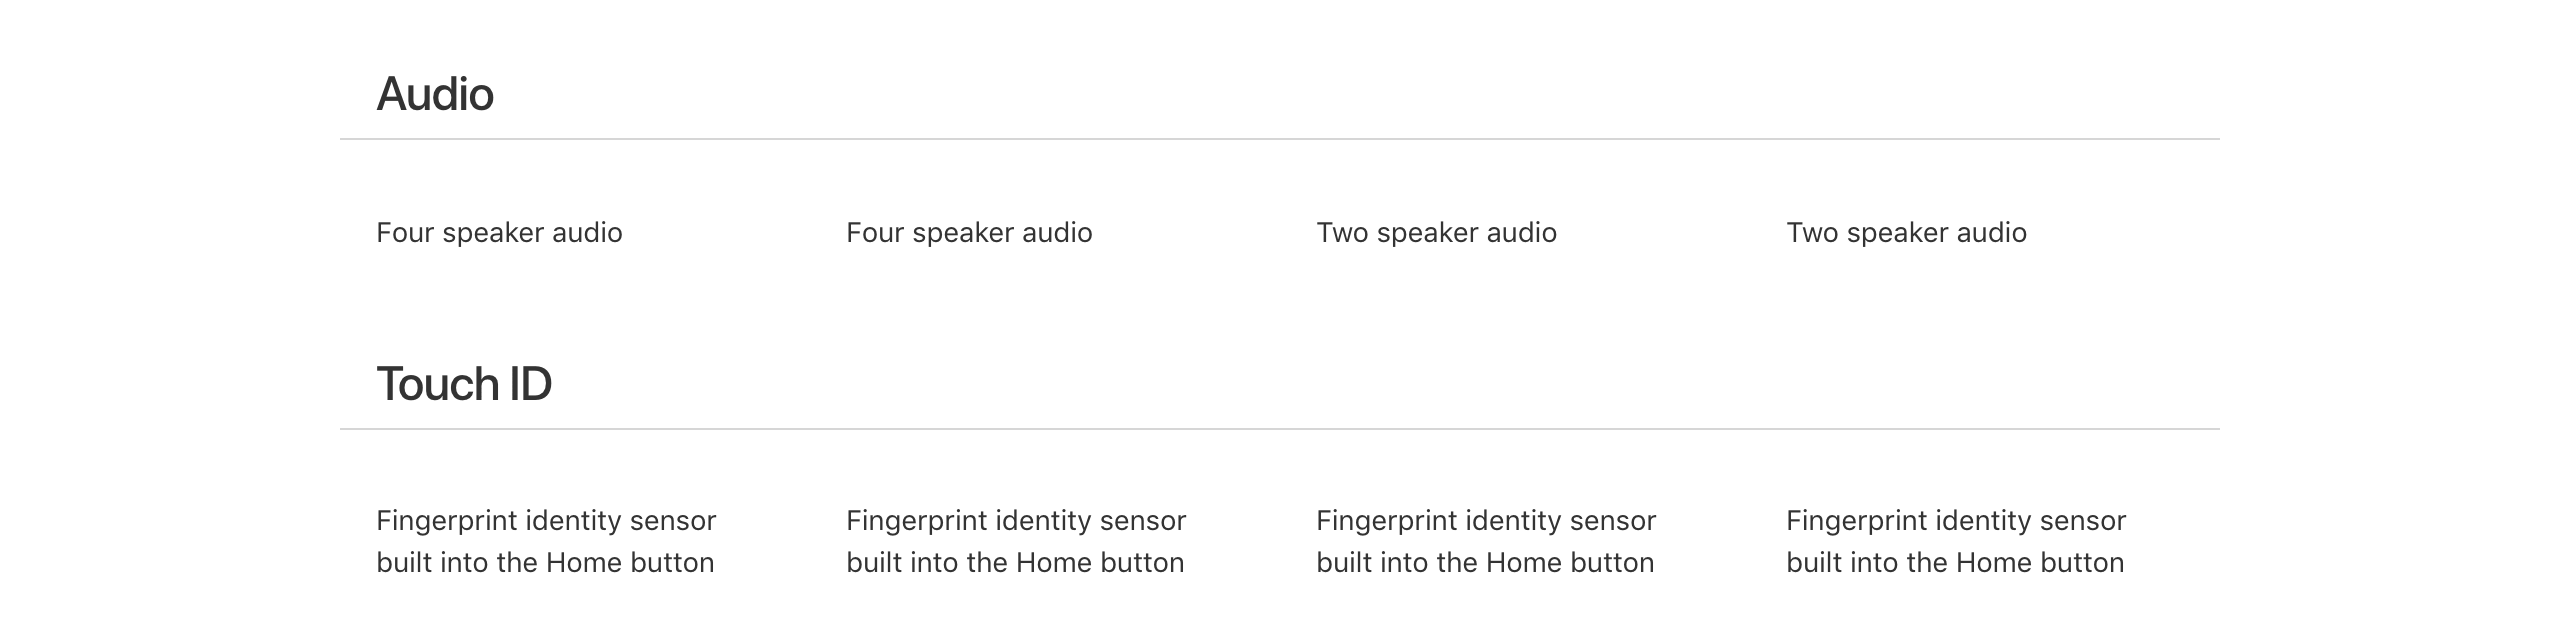 Audio
Four speaker audio Four speaker audio Two speaker audio Two speaker audio
Touch ID
Fingerprint identity sensor Fingerprint identity sensor Fingerprint identity sensor Fingerprint identity sensor
built into the Home button built into the Home button built into the Home button built into the Home button